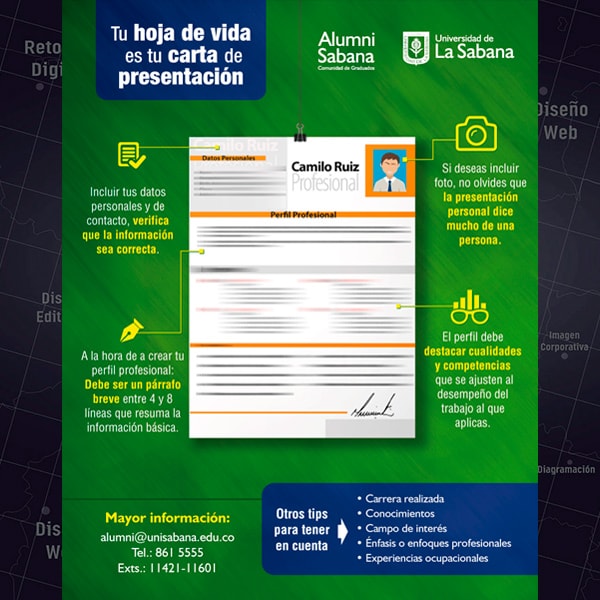 Tu hoja de vida
es tu carta de
presentación
Alumni
Sabana
Comunidad de Graduados
Universidad de
La Sabana
Diseño
Web
Camilo Ruiz
Datos Personales
Camilo Ruiz
Profesional
Perfil Profesional
Incluir tus datos
personales y de
contacto, verifica
que la información
sea correcta.
Si deseas incluir
foto, no olvides que
la presentación
personal dice
mucho de una
persona.
A la hora de a crear tu
perfil profesional:
Debe ser un párrafo
breve entre 4 y 8
líneas que resuma la
información básica.
El perfil debe
destacar cualidades
y competencias
que se ajusten al
desempeño del
trabajo al que
aplicas.
Imagen
Corporativa
Diagramación
Mayor información:
alumni@unisabana.edu.co
Tel.: 861 5555
Exts.: 11421-11601
Otros tips
para tener
en cuenta
• Carrera realizada
• Conocimientos
• Campo de interés
• Énfasis o enfoques profesionales
• Experiencias ocupacionales